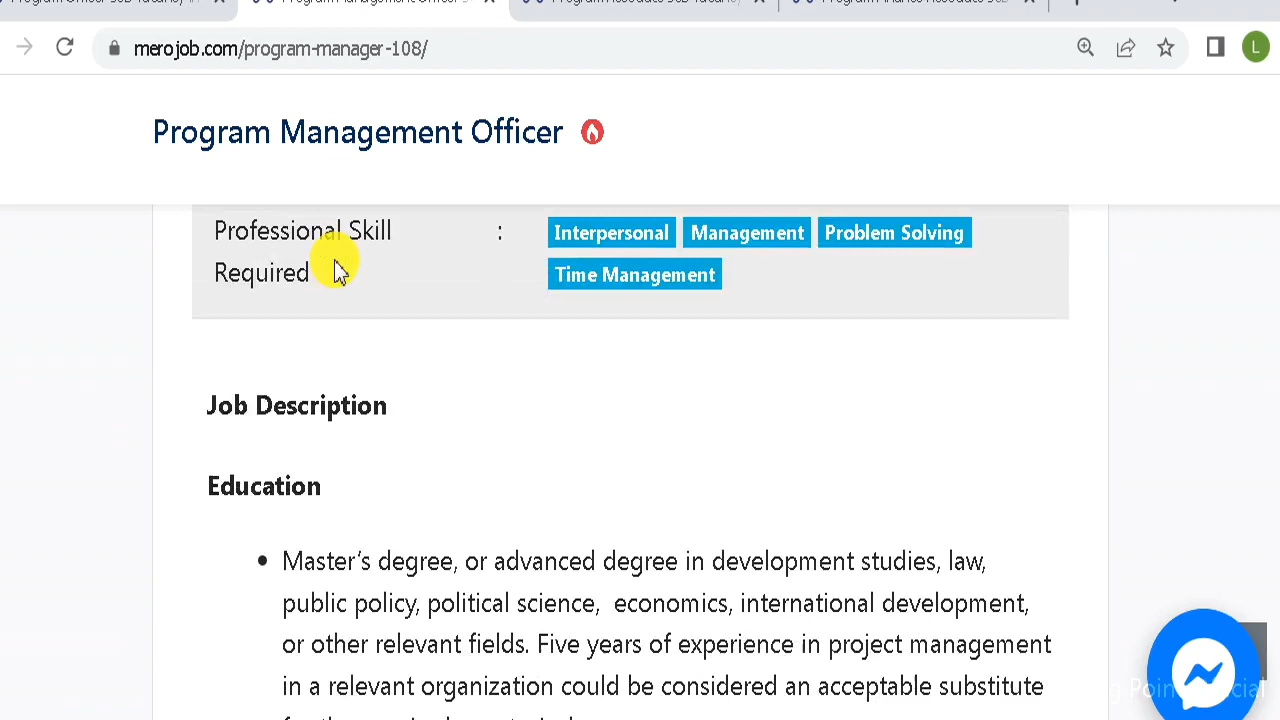 merojob.com/program-manager-108/
L
Program Management Officer
Professional Skill : Interpersonal Management Problem Solving
Required Time Management
Job Description
Education
• Master’s degree, or advanced degree in development studies, law,
public policy, political science, economics, international development,
or other relevant fields. Five years of experience in project management
in a relevant organization could be considered an acceptable substitute